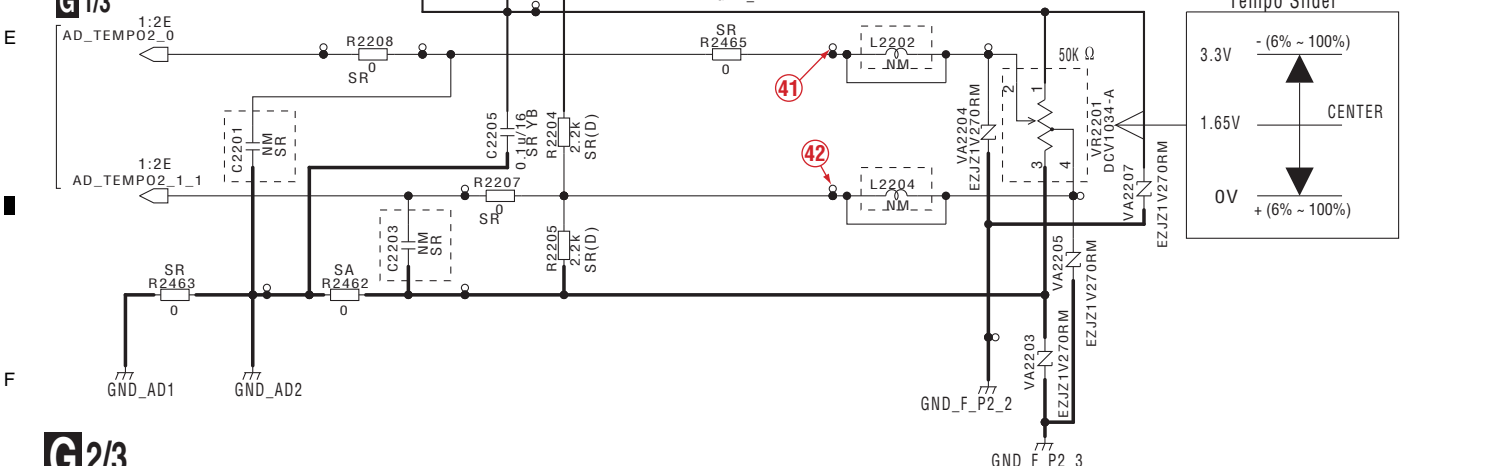 G 1/3
Tempo Slider
E
1:2E
AD_TEMPO2_0
R2208
0
SR
SR
R2465
0
41
L2202
NM
50K Ω
3.3V
- (6% ~ 100%)
CENTER
1.65V
0V
+ (6% ~ 100%)
C2201
NM
SR
C2205
0.1u/16
SR YB
R2204
2.2k
SR(D)
VA2204
EZJZ1V270RM
2
1
3
4
VR2201
DCV1034-A
VA2207
EZJZ1V270RM
42
1:2E
AD_TEMPO2_1_1
R2207
0
SR
L2204
NM
C2203
NM
SR
R2205
2.2k
SR(D)
VA2205
EZJZ1V270RM
SR
R2463
0
SA
R2462
0
VA2203
EZJZ1V270RM
F
GND_AD1
GND_AD2
GND_F_P2_2
GND_F_P2_3
G 2/3